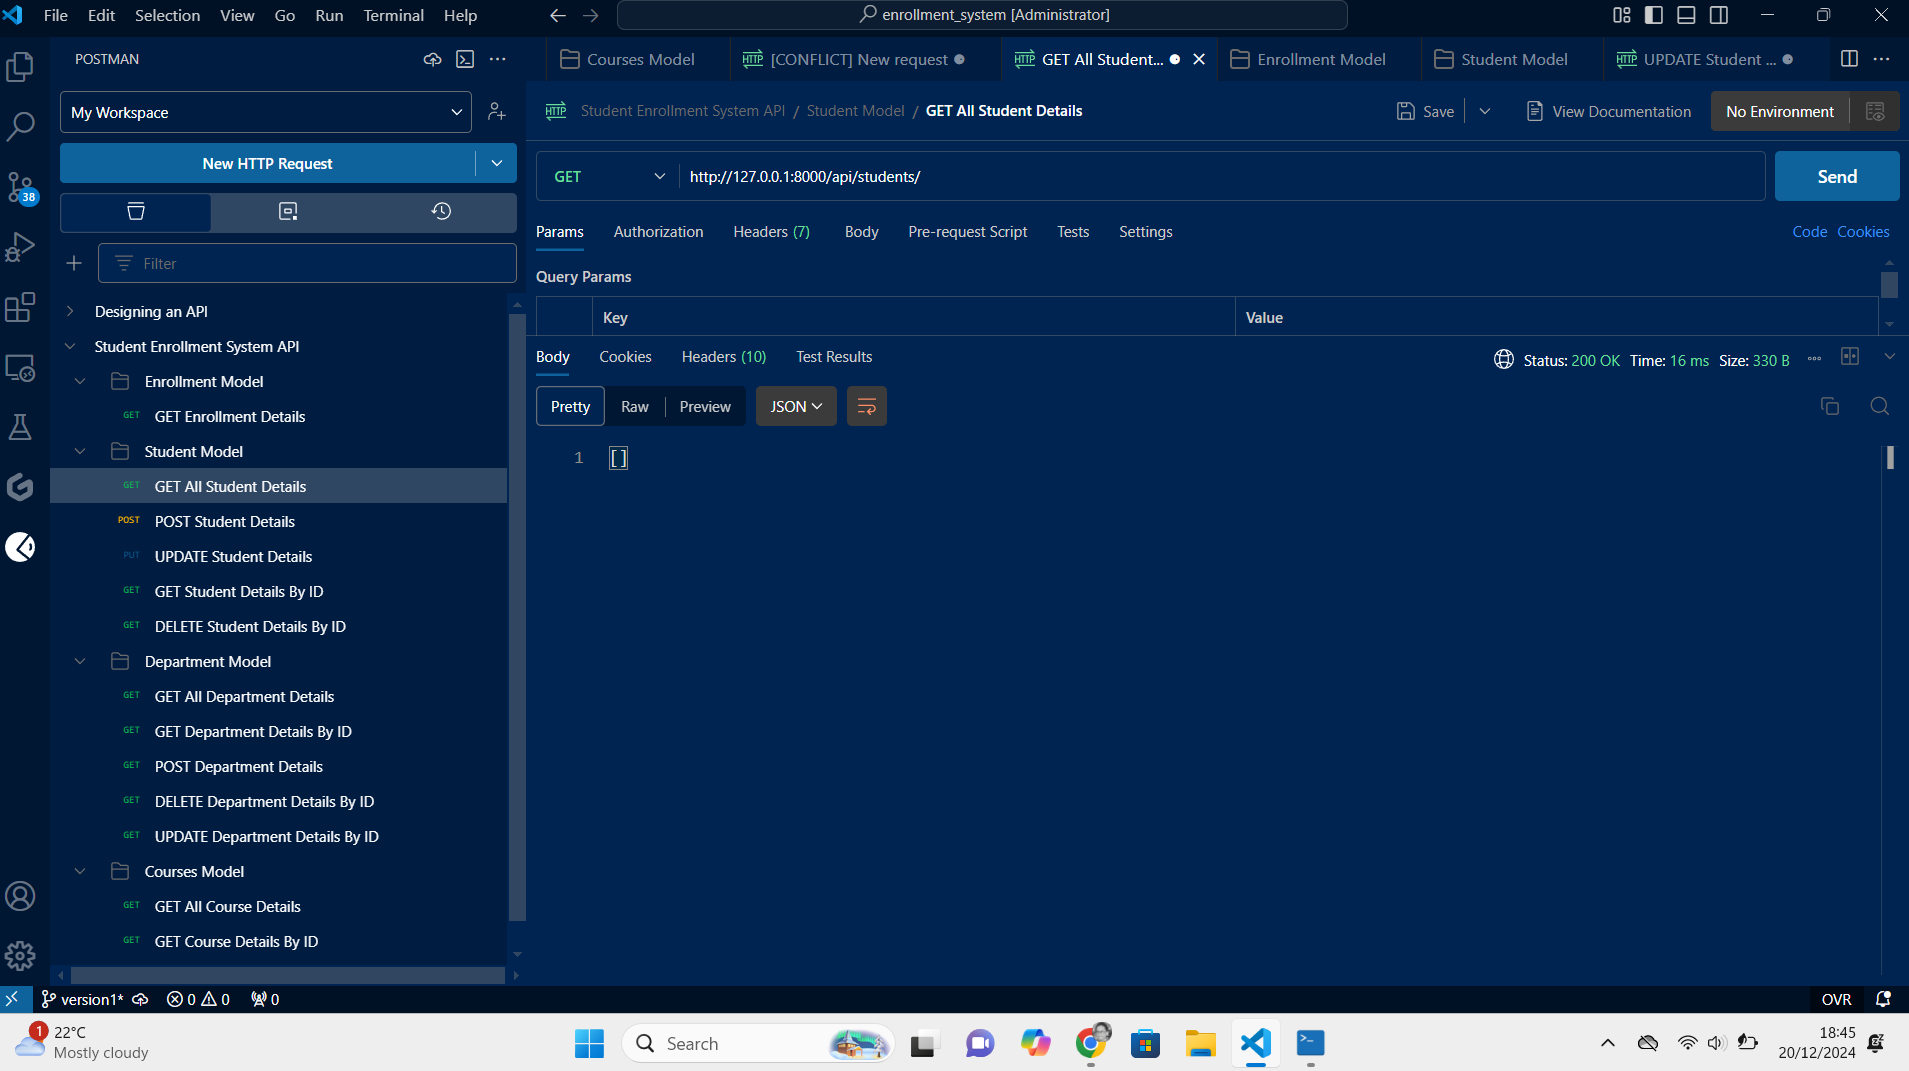 File Edit Selection View Go Run Terminal Help
enrollment_system [Administrator]
POSTMAN
Courses Model
HTTP [CONFLICT] New request
HTTP GET All Student...
Enrollment Model
Student Model
HTTP UPDATE Student ...
My Workspace
HTTP Student Enrollment System API / Student Model / GET All Student Details
Save
View Documentation
No Environment
New HTTP Request
GET
http://127.0.0.1:8000/api/students/
Send
38
Params Authorization Headers (7) Body Pre-request Script Tests Settings
Code Cookies
Filter
Query Params
Key Value
Designing an API
Student Enrollment System API
Enrollment Model
GET GET Enrollment Details
Student Model
GET GET All Student Details
POST POST Student Details
PUT UPDATE Student Details
GET GET Student Details By ID
GET DELETE Student Details By ID
Department Model
GET GET All Department Details
GET GET Department Details By ID
GET POST Department Details
GET DELETE Department Details By ID
GET UPDATE Department Details By ID
Courses Model
GET GET All Course Details
GET GET Course Details By ID
Body Cookies Headers (10) Test Results
Status: 200 OK Time: 16 ms Size: 330 B
Pretty Raw Preview JSON
1 []
version1* 0 0 0
OVR
1
22°C
Mostly cloudy
Search
18:45
20/12/2024